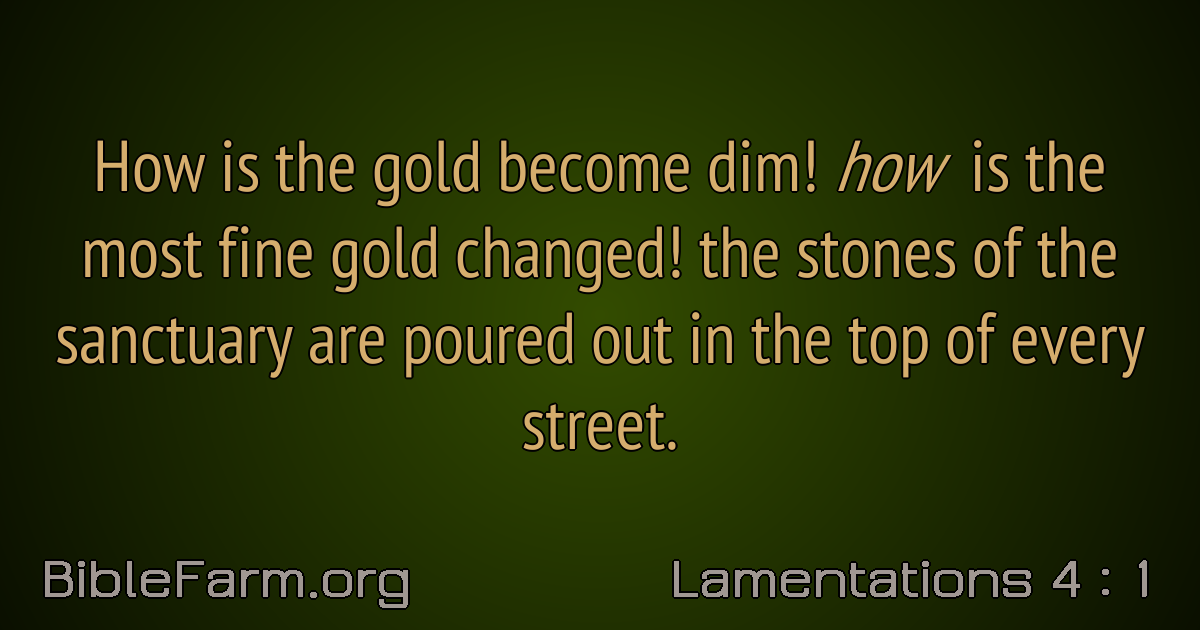 How is the gold become dim! how is the
most fine gold changed! the stones of the
sanctuary are poured out in the top of every
street.
BibleFarm.org
Lamentations 4 : 1